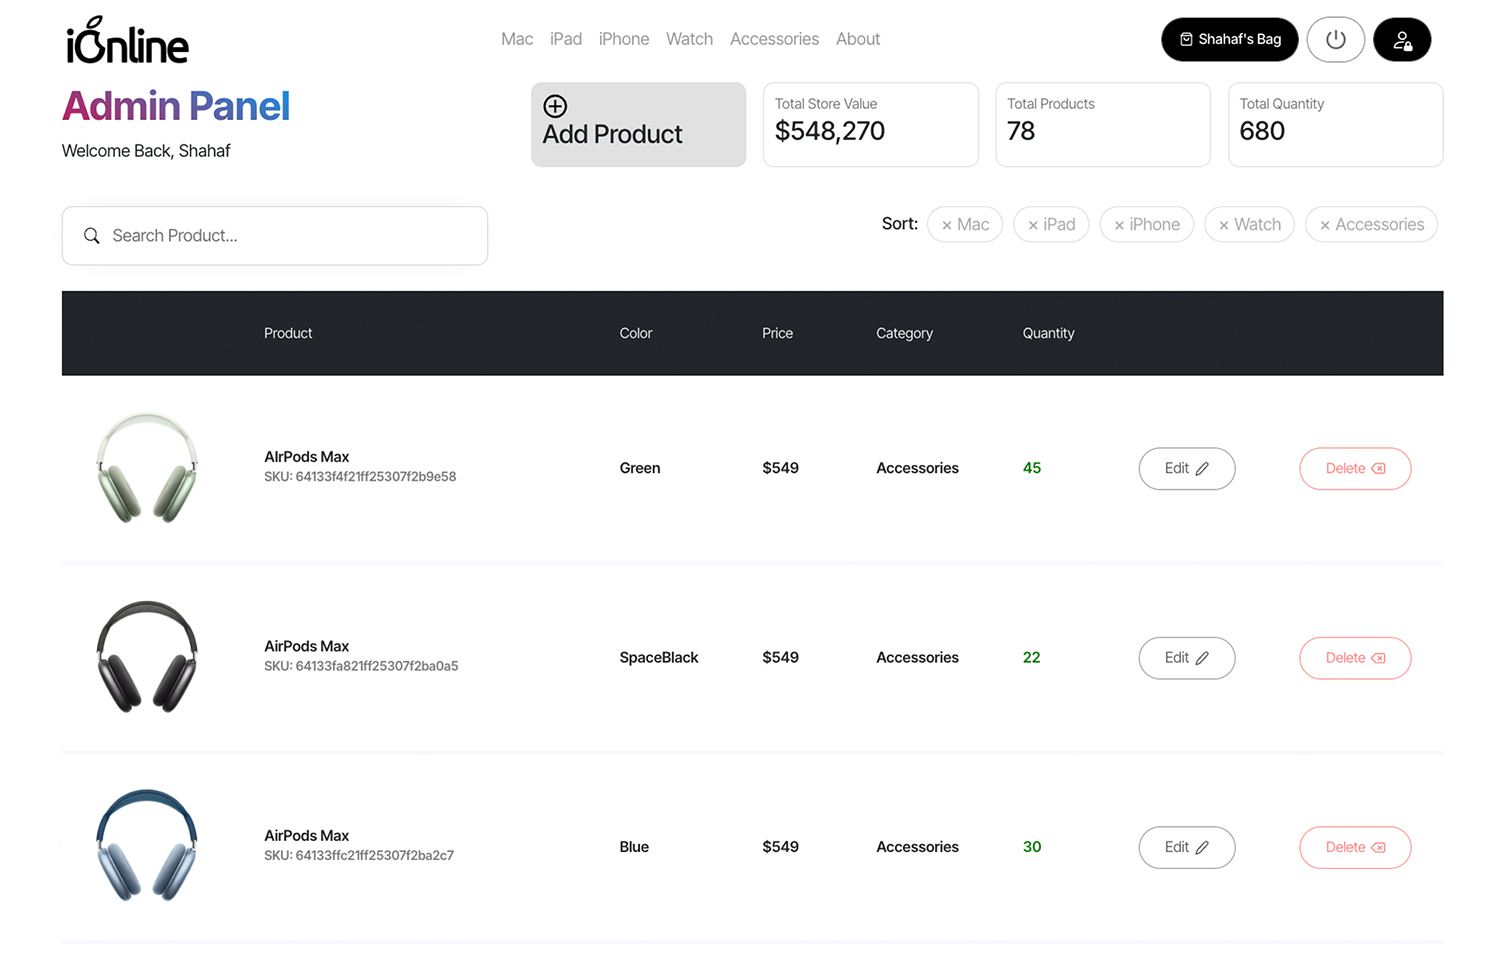 iOnline
Mac iPad iPhone Watch Accessories About
Shahaf's Bag
Admin Panel
Welcome Back, Shahaf
Add Product
Total Store Value
$548,270
Total Products
78
Total Quantity
680
Search Product...
Sort: × Mac × iPad × iPhone × Watch × Accessories
Product Color Price Category Quantity
AIrPods Max
SKU: 64133f4f21ff25307f2b9e58
Green $549 Accessories 45 Edit Delete
AirPods Max
SKU: 64133fa821ff25307f2ba0a5
SpaceBlack $549 Accessories 22 Edit Delete
AirPods Max
SKU: 64133ffc21ff25307f2ba2c7
Blue $549 Accessories 30 Edit Delete